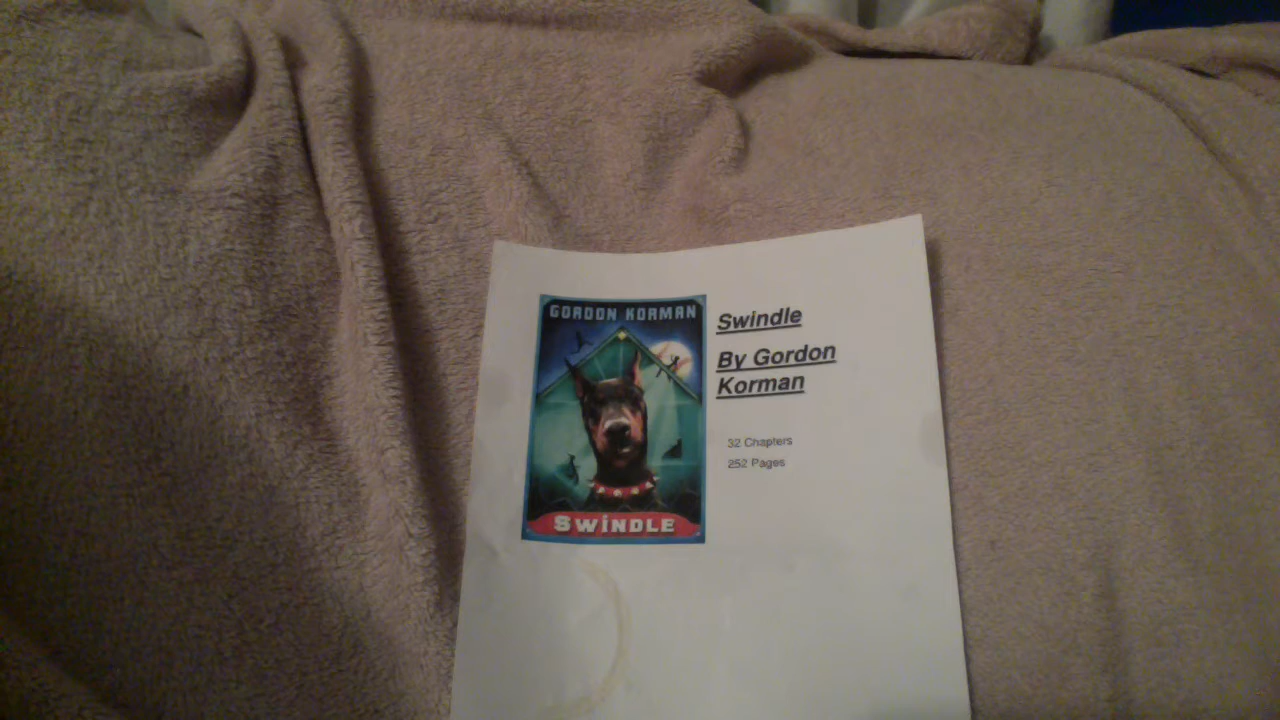 GORDON KORMAN
SWINDLE
Swindle
By Gordon
Korman
32 Chapters
252 Pages